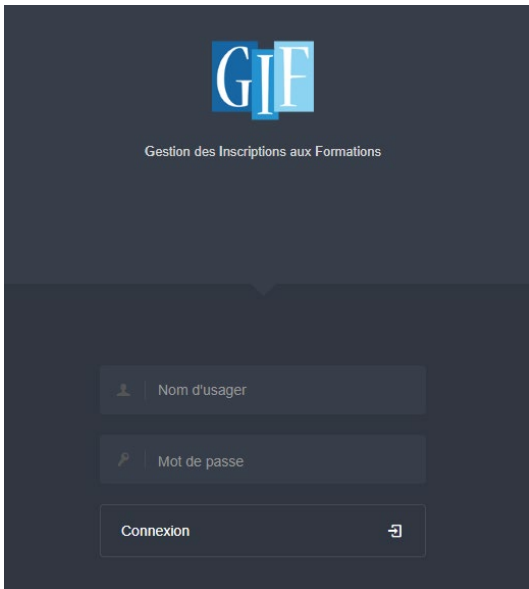 GIF
Gestion des Inscriptions aux Formations
Nom d'usager
Mot de passe
Connexion